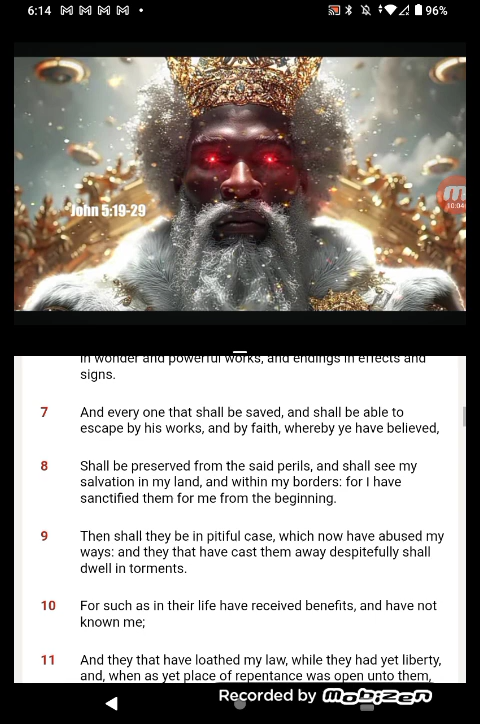 6:14
96%
John 5:19-29
10:04
in wonder and powerful works, and endings in effects and
signs.
7 And every one that shall be saved, and shall be able to
escape by his works, and by faith, whereby ye have believed,
8 Shall be preserved from the said perils, and shall see my
salvation in my land, and within my borders: for I have
sanctified them for me from the beginning.
9 Then shall they be in pitiful case, which now have abused my
ways: and they that have cast them away despitefully shall
dwell in torments.
10 For such as in their life have received benefits, and have not
known me;
11 And they that have loathed my law, while they had yet liberty,
and, when as yet place of repentance was open unto them,
Recorded by mobizen